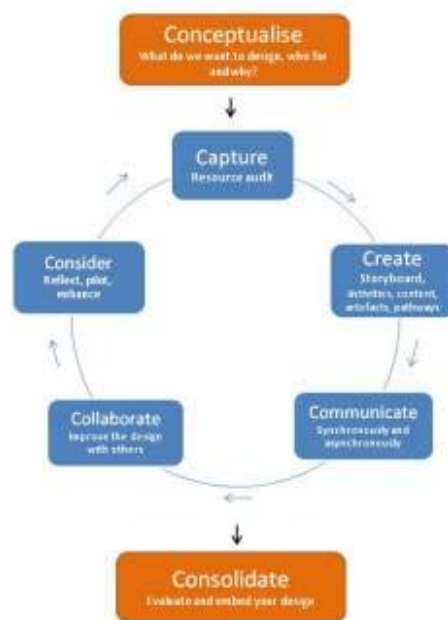 Conceptualise
What do we want to design, who for
and why?
Capture
Resource audit
Create
Storyboard,
activities, content,
artefacts, pathways
Communicate
Synchronously and
asynchronously
Collaborate
Improve the design
with others
Consider
Reflect, pilot,
enhance
Consolidate
Evaluate and embed your design